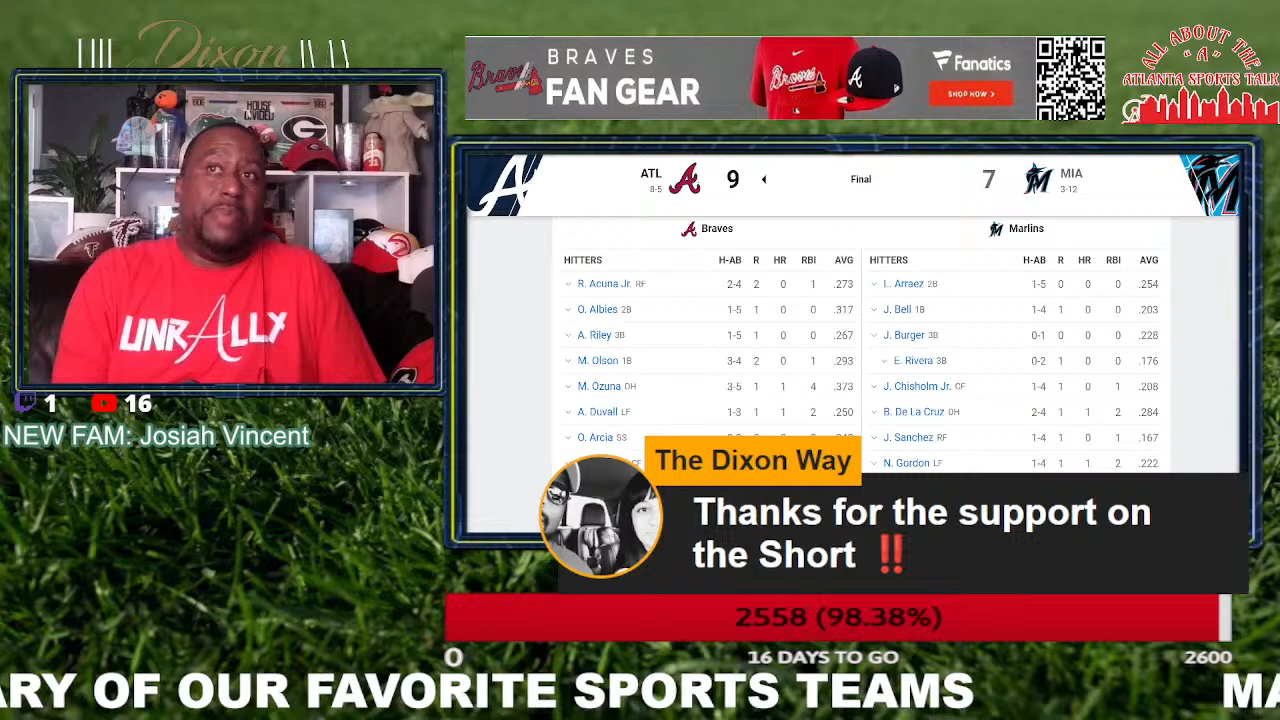 Dixon
BRAVES
FAN GEAR
Braves
Fanatics
SHOP NOW >
ALL ABOUT THE
"A"
ATLANTA SPORTS TALK
HOUSE
DIVIDED
UNRALLY
ATL
8-5
9
Final
7
MIA
3-12
Braves
Marlins
HITTERS H-AB R HR RBI AVG
R. Acuna Jr. RF 2-4 2 0 1 .273
O. Albies 2B 1-5 1 0 0 .317
A. Riley 3B 1-5 1 0 0 .267
M. Olson 1B 3-4 2 0 1 .293
M. Ozuna DH 3-5 1 1 4 .373
A. Duvall LF 1-3 1 1 2 .250
O. Arcia SS
HITTERS H-AB R HR RBI AVG
L. Arraez 2B 1-5 0 0 0 .254
J. Bell 1B 1-4 1 0 0 .203
J. Burger 3B 0-1 0 0 0 .228
E. Rivera 3B 0-2 1 0 0 .176
J. Chisholm Jr. CF 1-4 1 0 1 .208
B. De La Cruz DH 2-4 1 1 2 .284
J. Sanchez RF 1-4 1 0 1 .167
N. Gordon LF 1-4 1 1 2 .222
1 16
NEW FAM: Josiah Vincent
The Dixon Way
Thanks for the support on
the Short ‼️
2558 (98.38%)
0 16 DAYS TO GO 2600
ARY OF OUR FAVORITE SPORTS TEAMS MA